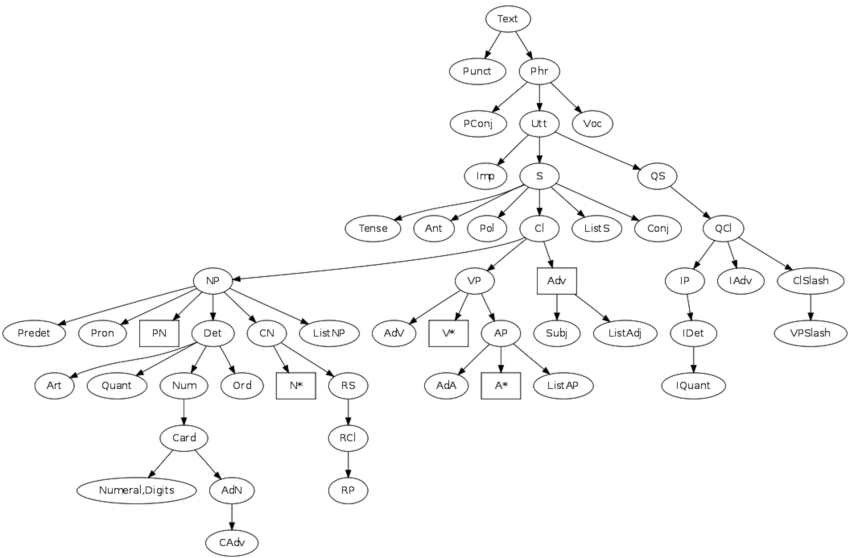 Text
Punct Phr
PConj Utt Voc
Imp S QS
Tense Ant Pol Cl ListS Conj QCl
NP VP Adv IP IAdv ClSlash
Predet Pron PN Det CN ListNP AdV V* AP Subj ListAdj IDet VPSlash
Art Quant Num Ord N* RS AdA A* ListAP IQuant
Card RCl
Numeral,Digits AdN RP
CAdv